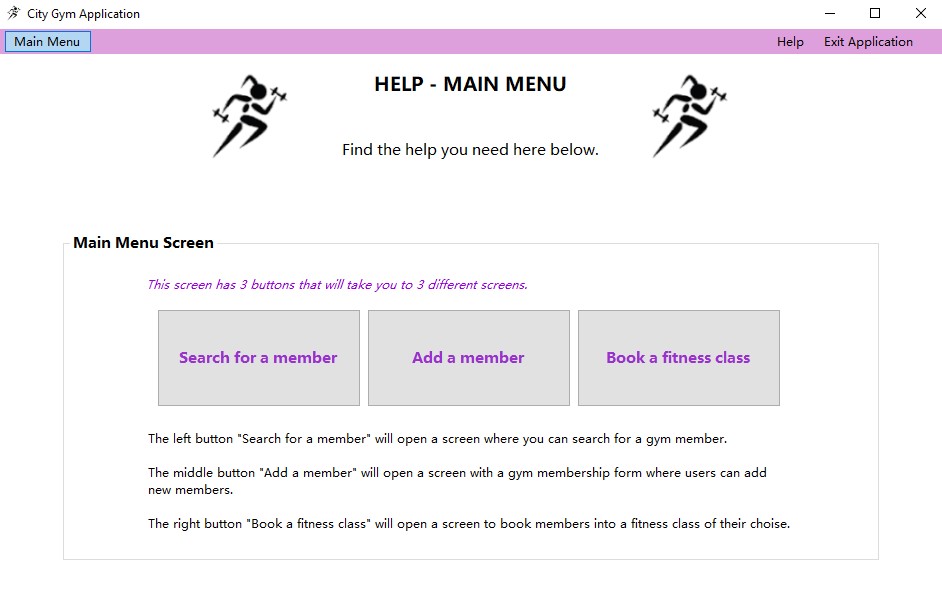 City Gym Application
Main Menu
Help
Exit Application
HELP - MAIN MENU
Find the help you need here below.
Main Menu Screen
This screen has 3 buttons that will take you to 3 different screens.
Search for a member
Add a member
Book a fitness class
The left button "Search for a member" will open a screen where you can search for a gym member.
The middle button "Add a member" will open a screen with a gym membership form where users can add
new members.
The right button "Book a fitness class" will open a screen to book members into a fitness class of their choise.